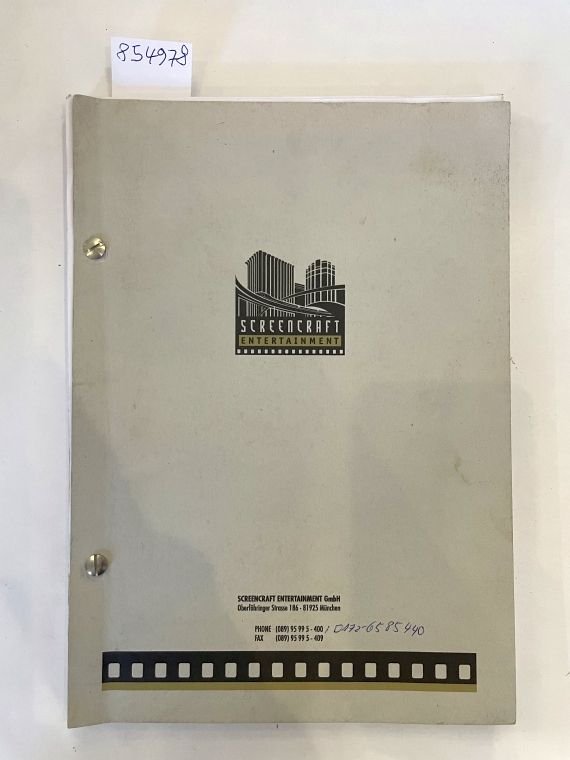 854978
SCREENCRAFT
ENTERTAINMENT
SCREENCRAFT ENTERTAINMENT GmbH
Oberföhringer Strasse 186 · 81925 München
PHONE (089) 95 99 5 - 400 ; 0172-6585440
FAX (089) 95 99 5 - 409